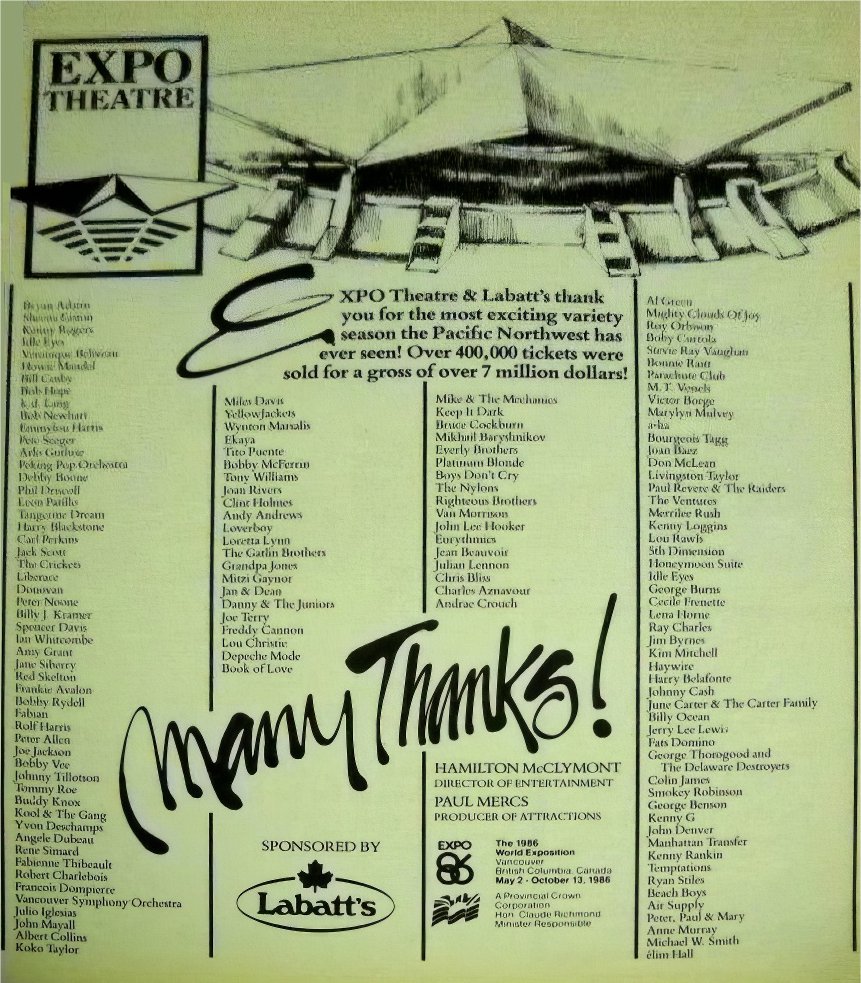 EXPO
THEATRE
EXPO Theatre & Labatt's thank
you for the most exciting variety
season the Pacific Northwest has
ever seen! Over 400,000 tickets were
sold for a gross of over 7 million dollars!
Bryan Adams
Sharon Gannon
Kenny Rogers
Idle Eyes
Veronique Beliveau
Howie Mandel
Bill Cosby
Bob Hope
k.d. Lang
Bob Newhart
Emmylou Harris
Pete Seeger
Arlo Guthrie
Peking Pop Orchestra
Debby Boone
Phil Driscoll
Leon Patillo
Tangerine Dream
Harry Blackstone
Carl Perkins
Jack Scott
The Crickets
Liberace
Donovan
Peter Noone
Billy J. Kramer
Spencer Davis
Ian Whitcombe
Amy Grant
Jane Siberry
Red Skelton
Frankie Avalon
Bobby Rydell
Fabian
Rolf Harris
Peter Allen
Joe Jackson
Bobby Vee
Johnny Tillotson
Tommy Roe
Buddy Knox
Kool & The Gang
Yvon Deschamps
Angele Dubeau
Rene Simard
Fabienne Thibeault
Robert Charlebois
Francois Dompierre
Vancouver Symphony Orchestra
Julio Iglesias
John Mayall
Albert Collins
Koko Taylor
Miles Davis
YellowJackets
Wynton Marsalis
Ekaya
Tito Puente
Bobby McFerrin
Tony Williams
Joan Rivers
Clint Holmes
Andy Andrews
Loverboy
Loretta Lynn
The Gatlin Brothers
Grandpa Jones
Mitzi Gaynor
Jan & Dean
Danny & The Juniors
Joe Terry
Freddy Cannon
Lou Christie
Depeche Mode
Book of Love
Mike & The Mechanics
Keep It Dark
Bruce Cockburn
Mikhail Baryshnikov
Everly Brothers
Platinum Blonde
Boys Don't Cry
The Nylons
Righteous Brothers
Van Morrison
John Lee Hooker
Eurythmics
Jean Beauvoir
Julian Lennon
Chris Bliss
Charles Aznavour
Andrae Crouch
Al Green
Mighty Clouds Of Joy
Roy Orbison
Boby Curtola
Stevie Ray Vaughan
Bonnie Raitt
Parachute Club
M. T. Vessels
Victor Borge
Marylyn Mulvey
a-ha
Bourgeois Tagg
Joan Baez
Don McLean
Livingston Taylor
Paul Revere & The Raiders
The Ventures
Merrilee Rush
Kenny Loggins
Lou Rawls
5th Dimension
Honeymoon Suite
Idle Eyes
George Burns
Cecile Frenette
Lena Horne
Ray Charles
Jim Byrnes
Kim Mitchell
Haywire
Harry Belafonte
Johnny Cash
June Carter & The Carter Family
Billy Ocean
Jerry Lee Lewis
Fats Domino
George Thorogood and
The Delaware Destroyers
Colin James
Smokey Robinson
George Benson
Kenny G
John Denver
Manhattan Transfer
Kenny Rankin
Temptations
Ryan Stiles
Beach Boys
Air Supply
Peter, Paul & Mary
Anne Murray
Michael W. Smith
élim Hall
Many Thanks!
HAMILTON McCLYMONT
DIRECTOR OF ENTERTAINMENT
PAUL MERCS
PRODUCER OF ATTRACTIONS
SPONSORED BY
Labatt's
EXPO
86
The 1986
World Exposition
Vancouver
British Columbia, Canada
May 2 - October 13, 1986
A Provincial Crown
Corporation
Hon. Claude Richmond
Minister Responsible